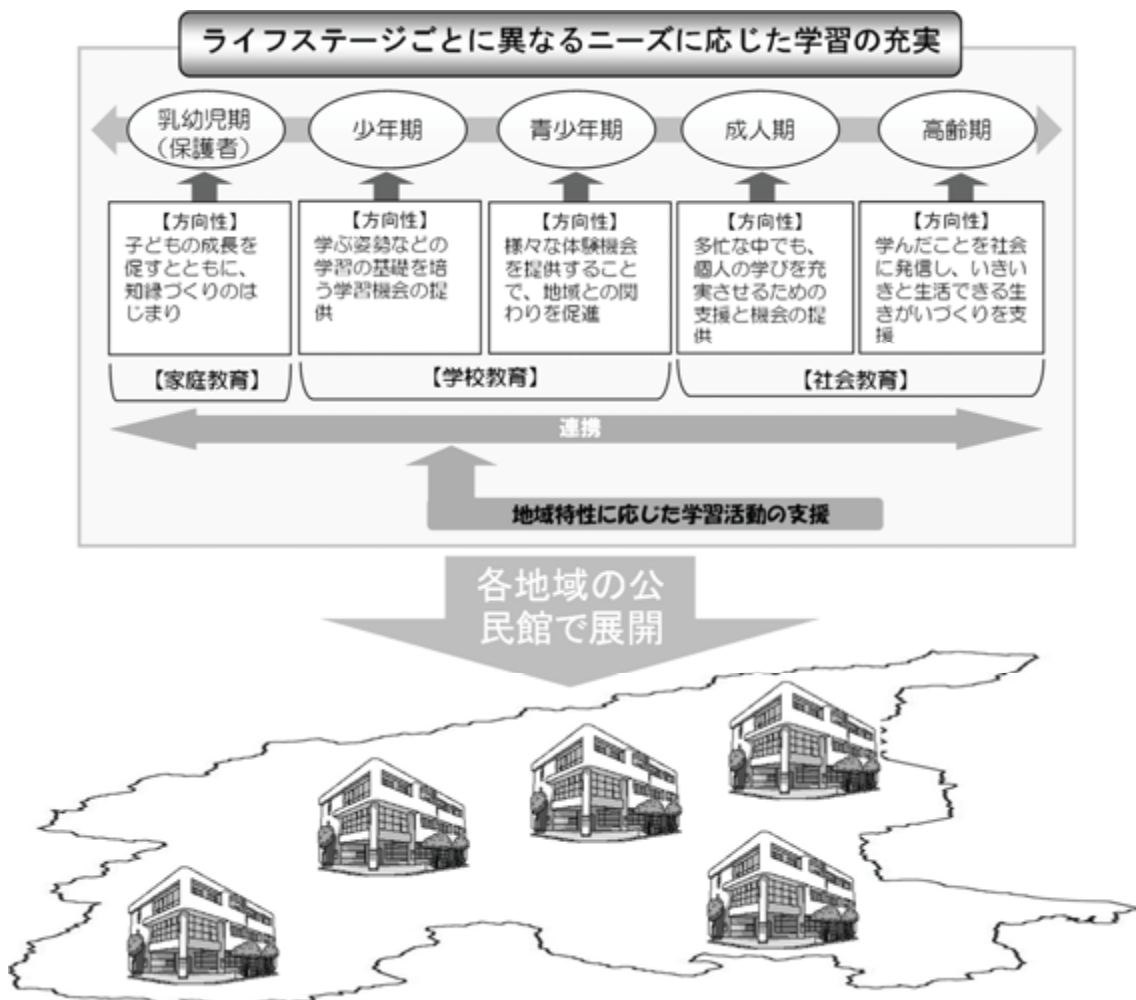 ライフステージごとに異なるニーズに応じた学習の充実
乳幼児期
（保護者）
少年期
青少年期
成人期
高齢期
【方向性】
子どもの成長を
促すとともに、
知縁づくりのは
じまり
【方向性】
学ぶ姿勢などの
学習の基礎を培
う学習機会の提
供
【方向性】
様々な体験機会
を提供すること
で、地域との関
わりを促進
【方向性】
多忙な中でも、
個人の学びを充
実させるための
支援と機会の提
供
【方向性】
学んだことを社会
に発信し、いきい
きと生活できる生
きがいづくりを支
援
【家庭教育】
【学校教育】
【社会教育】
連携
地域特性に応じた学習活動の支援
各地域の公
民館で展開